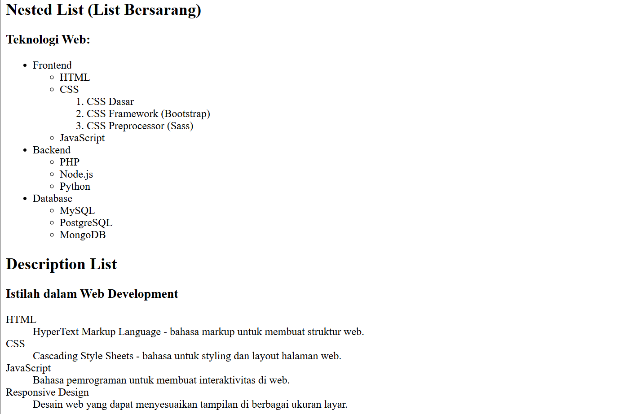 Nested List (List Bersarang)
Teknologi Web:
Frontend
HTML
CSS
1. CSS Dasar
2. CSS Framework (Bootstrap)
3. CSS Preprocessor (Sass)
JavaScript
Backend
PHP
Node.js
Python
Database
MySQL
PostgreSQL
MongoDB
Description List
Istilah dalam Web Development
HTML
HyperText Markup Language - bahasa markup untuk membuat struktur web.
CSS
Cascading Style Sheets - bahasa untuk styling dan layout halaman web.
JavaScript
Bahasa pemrograman untuk membuat interaktivitas di web.
Responsive Design
Desain web yang dapat menyesuaikan tampilan di berbagai ukuran layar.